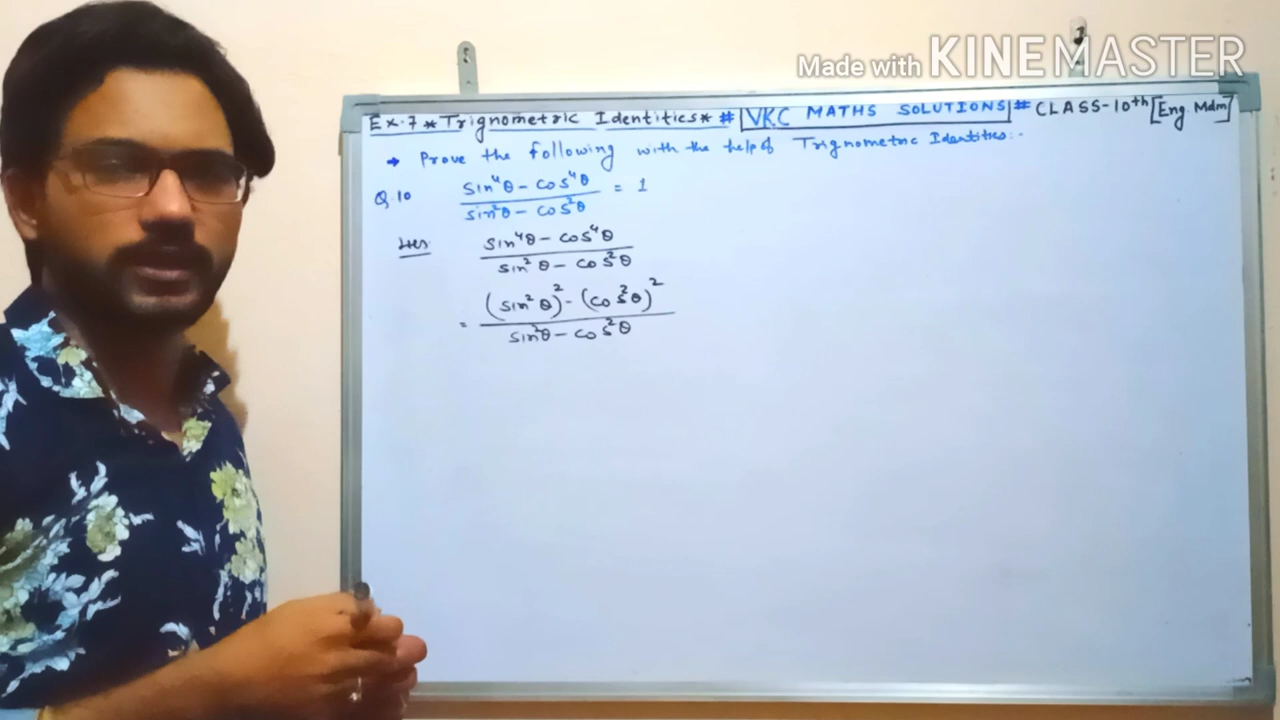 Made with KINEMASTER
Ex.7 * Trignometric Identities * # VKC MATHS SOLUTIONS # CLASS-10th [Eng Mdm]
→ Prove the following with the help of Trignometric Identities:-
Q.10 sin⁴θ - cos⁴θ / sin²θ - cos²θ = 1
LHS sin⁴θ - cos⁴θ / sin²θ - cos²θ
= (sin²θ)² - (cos²θ)² / sin²θ - cos²θ